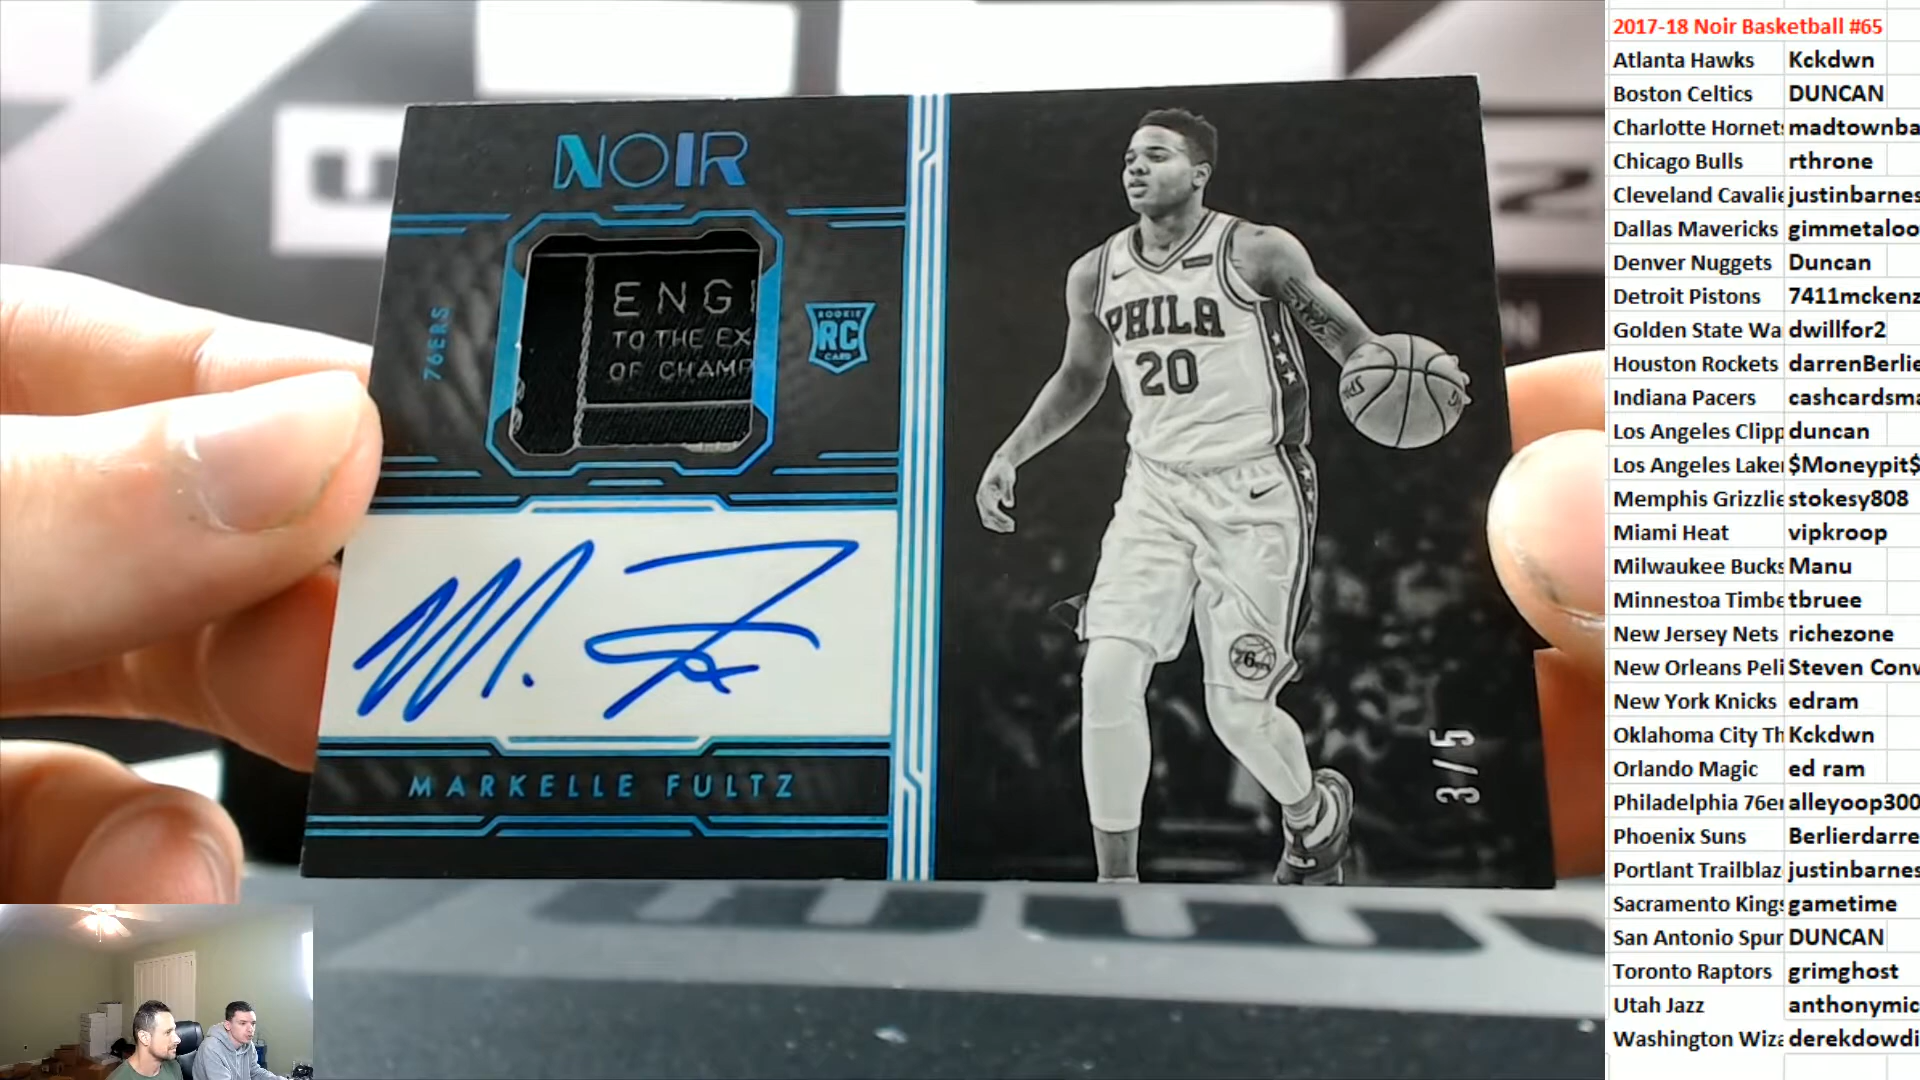 NOIR
76ERS
ENG
TO THE EX
OF CHAMP
ROOKIE
RC
CARD
MARKELLE FULTZ
PHILA
20
76
3/5
2017-18 Noir Basketball #65
Atlanta Hawks Kckdwn
Boston Celtics DUNCAN
Charlotte Hornets madtownba
Chicago Bulls rthrone
Cleveland Cavalie justinbarnes
Dallas Mavericks gimmetaloo
Denver Nuggets Duncan
Detroit Pistons 7411mckenz
Golden State Wa dwillfor2
Houston Rockets darrenBerlie
Indiana Pacers cashcardsma
Los Angeles Clipp duncan
Los Angeles Laker $Moneypit$
Memphis Grizzlie stokesy808
Miami Heat vipkroop
Milwaukee Bucks Manu
Minnestoa Timbe tbruee
New Jersey Nets richezone
New Orleans Peli Steven Conv
New York Knicks edram
Oklahoma City Th Kckdwn
Orlando Magic ed ram
Philadelphia 76er alleyoop300
Phoenix Suns Berlierdarre
Portlant Trailblaz justinbarnes
Sacramento Kings gametime
San Antonio Spur DUNCAN
Toronto Raptors grimghost
Utah Jazz anthonymic
Washington Wiza derekdowdi